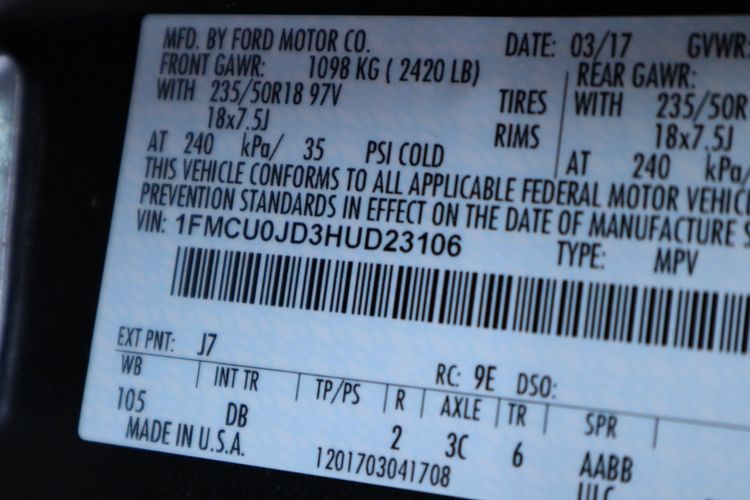 MFD. BY FORD MOTOR CO. DATE: 03/17 GVWR:
FRONT GAWR: 1098 KG ( 2420 LB) REAR GAWR:
WITH 235/50R18 97V TIRES WITH 235/50R
18x7.5J RIMS 18x7.5J
AT 240 kPa/ 35 PSI COLD AT 240 kPa/
THIS VEHICLE CONFORMS TO ALL APPLICABLE FEDERAL MOTOR VEHIC
PREVENTION STANDARDS IN EFFECT ON THE DATE OF MANUFACTURE S
VIN: 1FMCU0JD3HUD23106 TYPE: MPV
EXT PNT: J7 RC: 9E DSO:
WB INT TR TP/PS R AXLE TR SPR
105 DB 2 3C 6 AABB
MADE IN U.S.A. 1201703041708 ULC